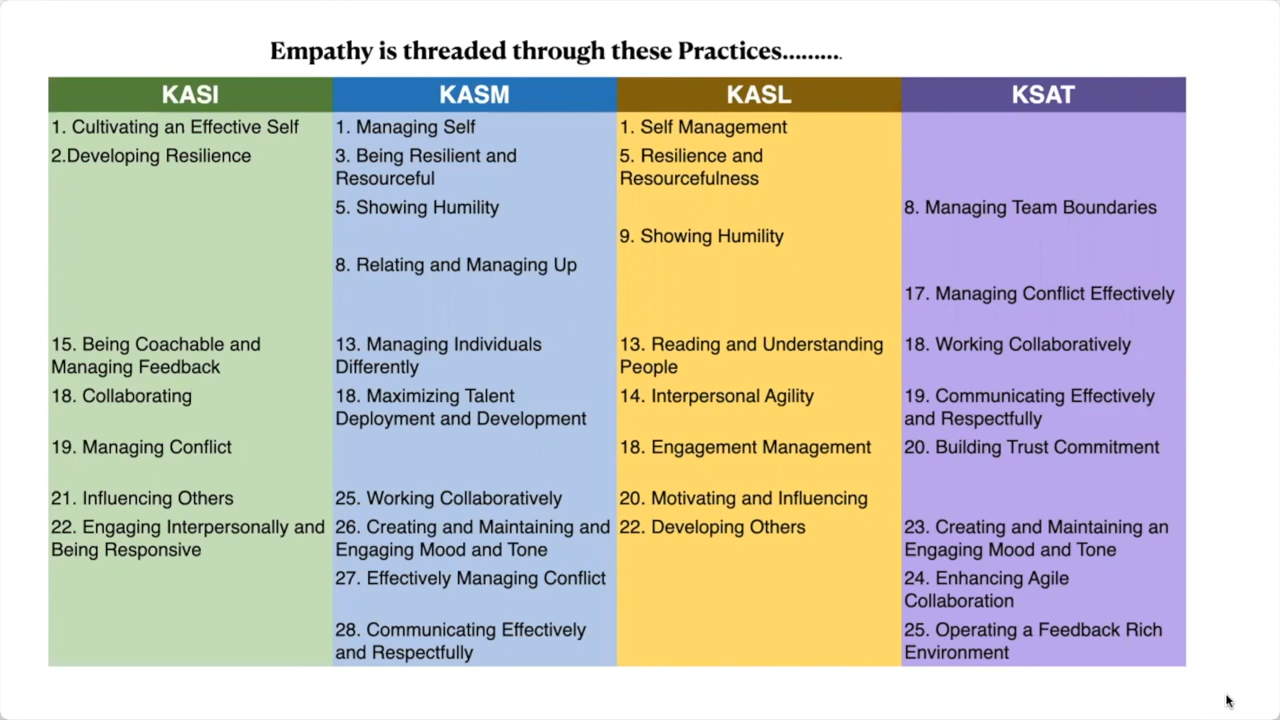 Empathy is threaded through these Practices..........
KASI KASM KASL KSAT
1. Cultivating an Effective Self 1. Managing Self 1. Self Management
2.Developing Resilience 3. Being Resilient and 5. Resilience and
Resourceful Resourcefulness
5. Showing Humility 8. Managing Team Boundaries
9. Showing Humility
8. Relating and Managing Up
17. Managing Conflict Effectively
15. Being Coachable and 13. Managing Individuals 13. Reading and Understanding 18. Working Collaboratively
Managing Feedback Differently People
18. Collaborating 18. Maximizing Talent 14. Interpersonal Agility 19. Communicating Effectively
Deployment and Development and Respectfully
19. Managing Conflict 18. Engagement Management 20. Building Trust Commitment
21. Influencing Others 25. Working Collaboratively 20. Motivating and Influencing
22. Engaging Interpersonally and 26. Creating and Maintaining and 22. Developing Others 23. Creating and Maintaining an
Being Responsive Engaging Mood and Tone Engaging Mood and Tone
27. Effectively Managing Conflict 24. Enhancing Agile
Collaboration
28. Communicating Effectively 25. Operating a Feedback Rich
and Respectfully Environment